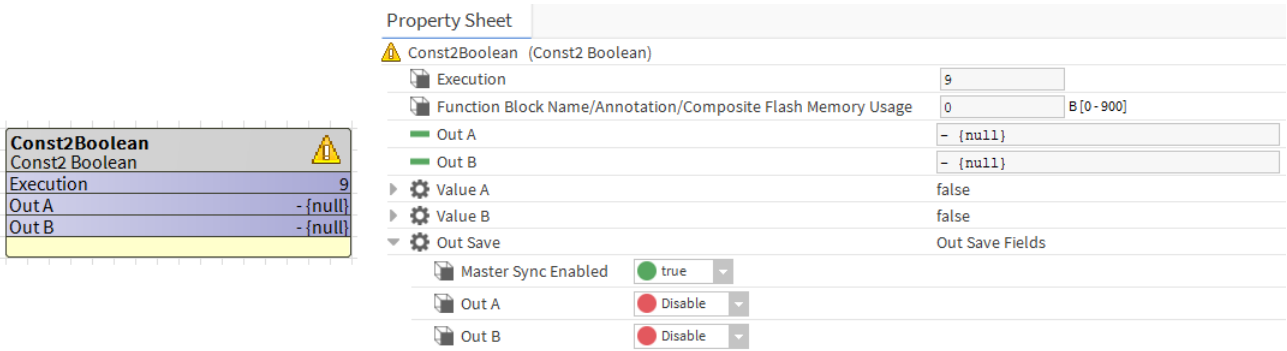 Const2Boolean
Const2 Boolean
Execution 9
Out A - {null}
Out B - {null}
Property Sheet
Const2Boolean (Const2 Boolean)
Execution 9
Function Block Name/Annotation/Composite Flash Memory Usage 0 B [0 - 900]
Out A - {null}
Out B - {null}
Value A false
Value B false
Out Save Out Save Fields
Master Sync Enabled true
Out A Disable
Out B Disable